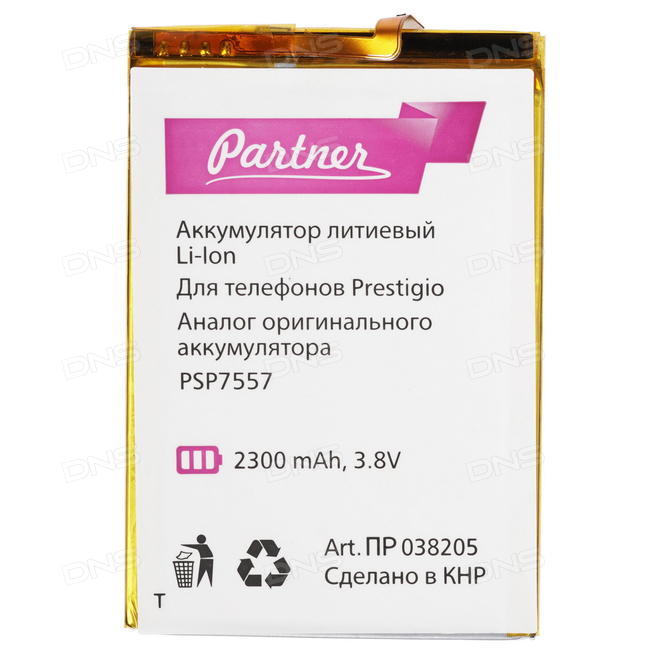 Partner
Аккумулятор литиевый
Li-Ion
Для телефонов Prestigio
Аналог оригинального
аккумулятора
PSP7557
2300 mAh, 3.8V
Art. ПР 038205
Сделано в КНР
T
DNS